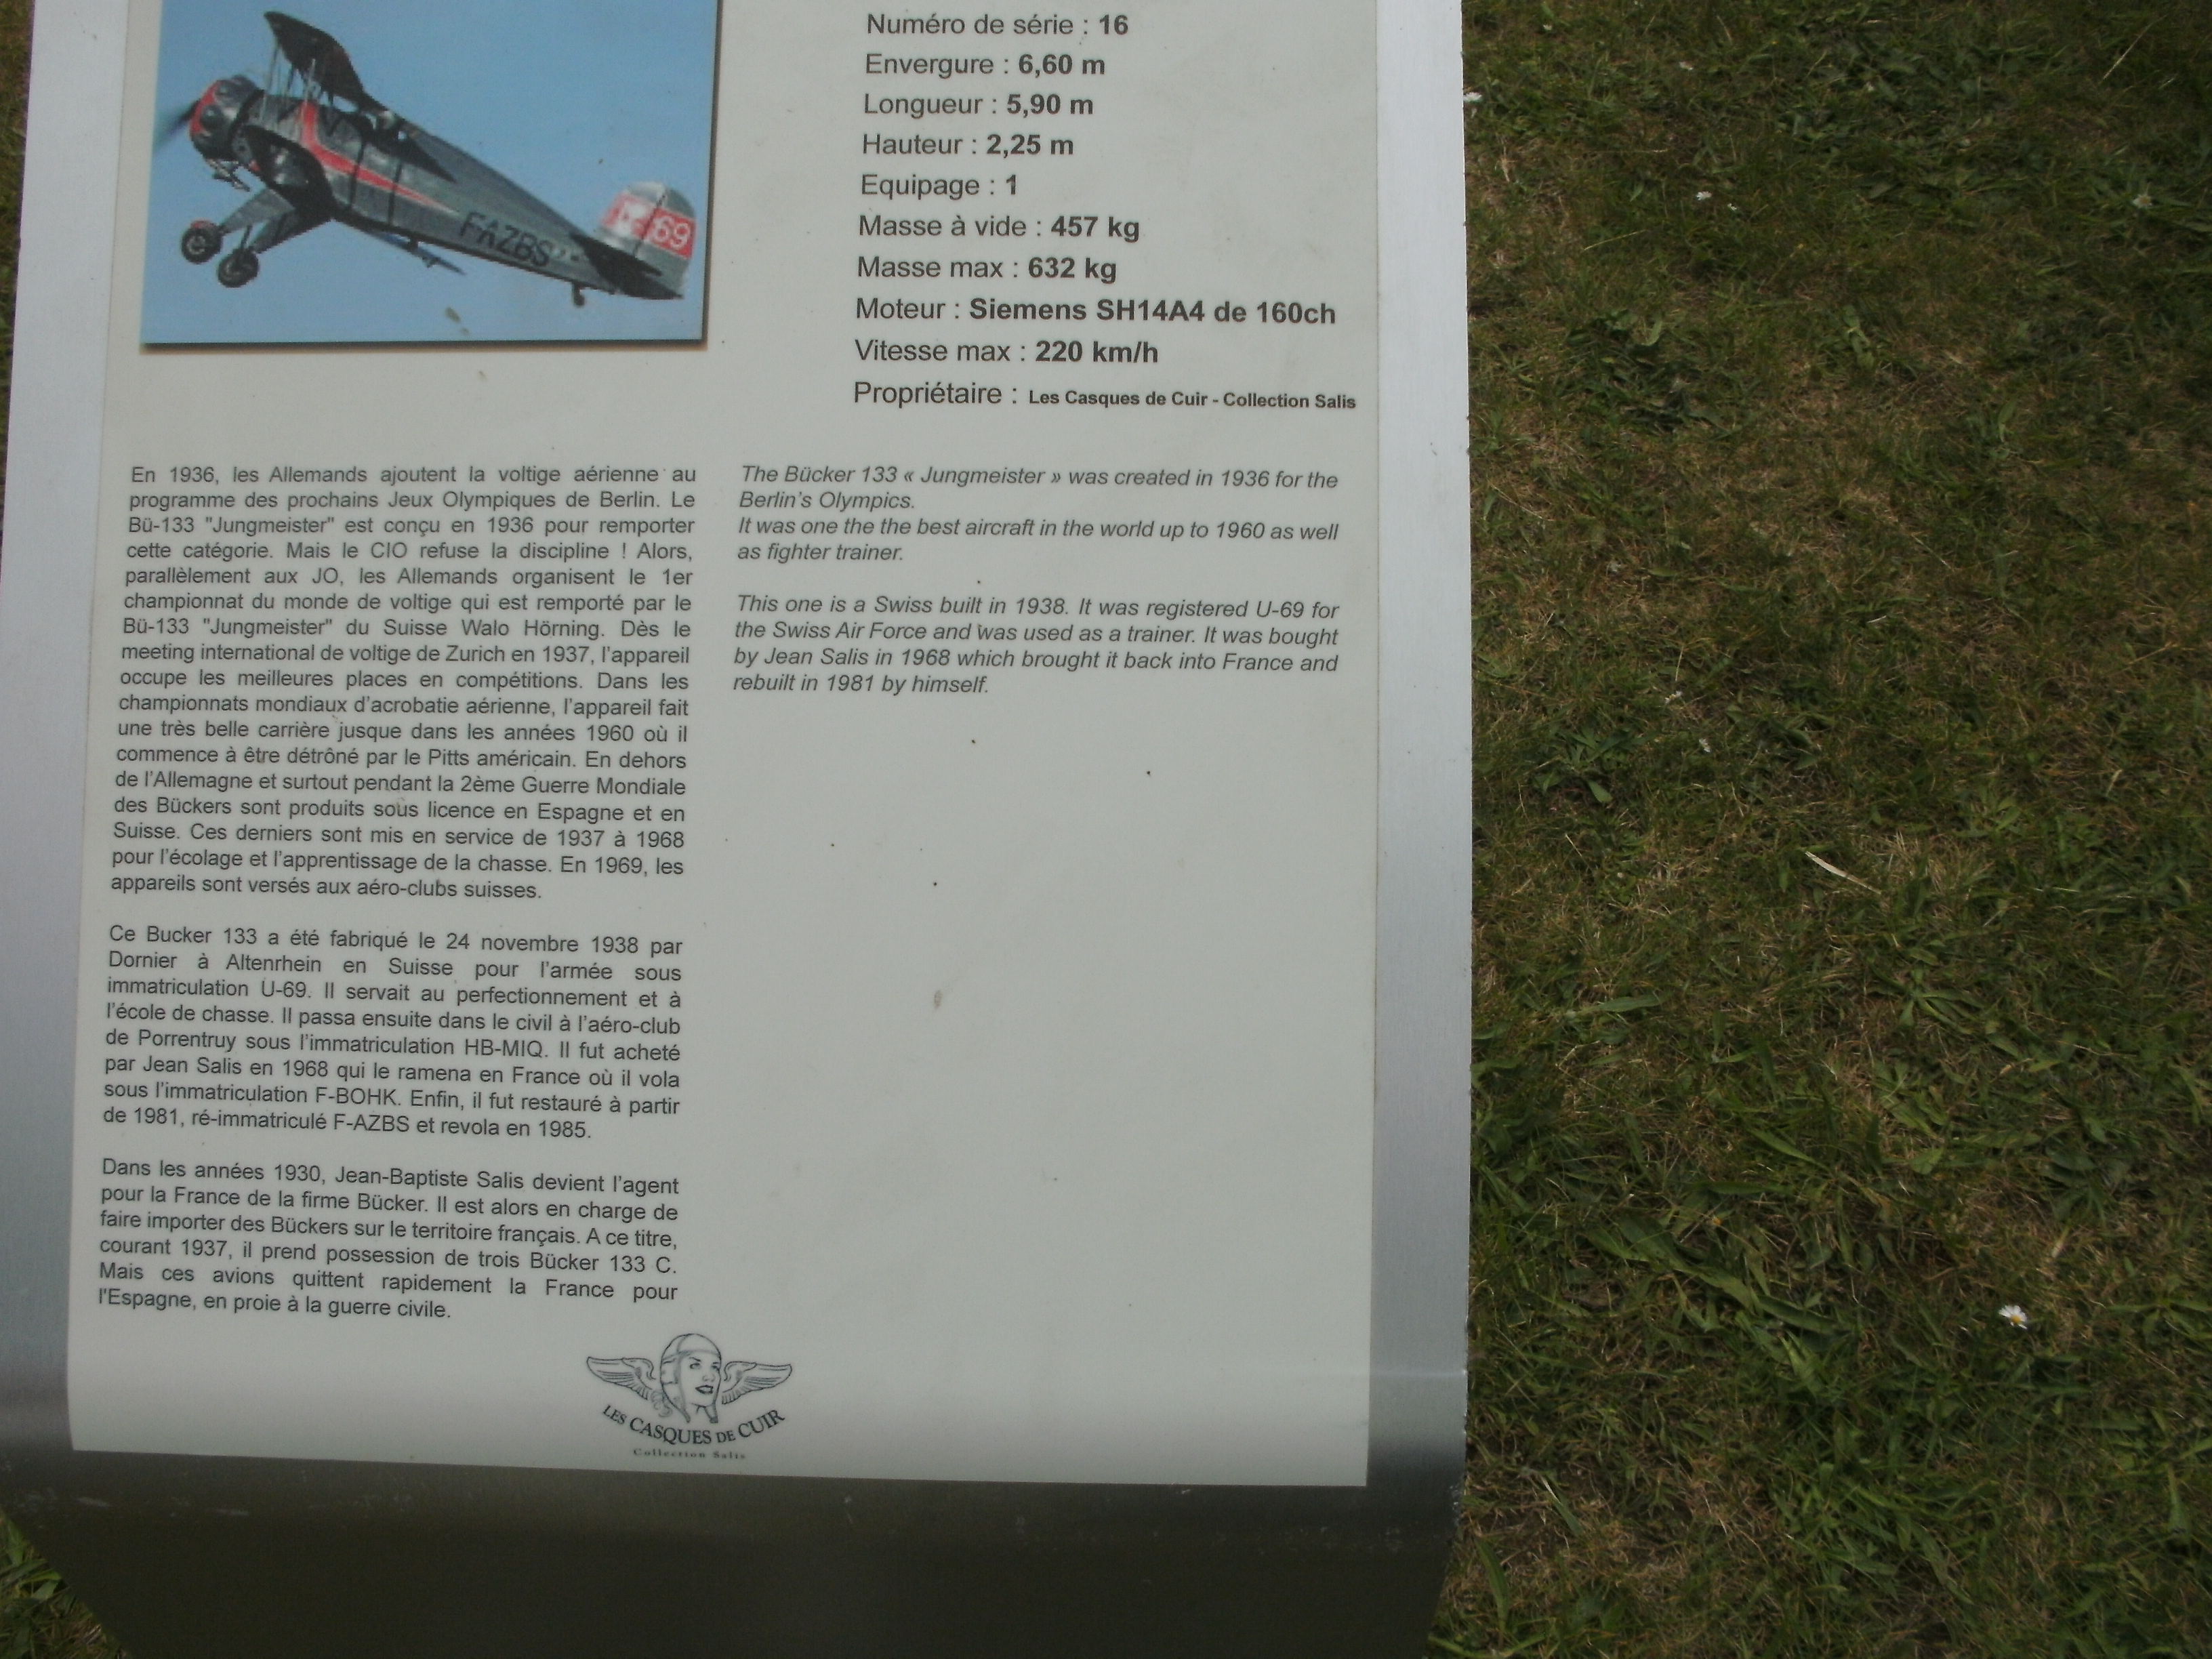 FAZBS
69
Numéro de série : 16
Envergure : 6,60 m
Longueur : 5,90 m
Hauteur : 2,25 m
Equipage : 1
Masse à vide : 457 kg
Masse max : 632 kg
Moteur : Siemens SH14A4 de 160ch
Vitesse max : 220 km/h
Propriétaire : Les Casques de Cuir - Collection Salis
En 1936, les Allemands ajoutent la voltige aérienne au
programme des prochains Jeux Olympiques de Berlin. Le
Bü-133 "Jungmeister" est conçu en 1936 pour remporter
cette catégorie. Mais le CIO refuse la discipline ! Alors,
parallèlement aux JO, les Allemands organisent le 1er
championnat du monde de voltige qui est remporté par le
Bü-133 "Jungmeister" du Suisse Walo Hörning. Dès le
meeting international de voltige de Zurich en 1937, l'appareil
occupe les meilleures places en compétitions. Dans les
championnats mondiaux d'acrobatie aérienne, l'appareil fait
une très belle carrière jusque dans les années 1960 où il
commence à être détrôné par le Pitts américain. En dehors
de l'Allemagne et surtout pendant la 2ème Guerre Mondiale
des Bückers sont produits sous licence en Espagne et en
Suisse. Ces derniers sont mis en service de 1937 à 1968
pour l'écolage et l'apprentissage de la chasse. En 1969, les
appareils sont versés aux aéro-clubs suisses.
Ce Bucker 133 a été fabriqué le 24 novembre 1938 par
Dornier à Altenrhein en Suisse pour l'armée sous
immatriculation U-69. Il servait au perfectionnement et à
l'école de chasse. Il passa ensuite dans le civil à l'aéro-club
de Porrentruy sous l'immatriculation HB-MIQ. Il fut acheté
par Jean Salis en 1968 qui le ramena en France où il vola
sous l'immatriculation F-BOHK. Enfin, il fut restauré à partir
de 1981, ré-immatriculé F-AZBS et revola en 1985.
Dans les années 1930, Jean-Baptiste Salis devient l'agent
pour la France de la firme Bücker. Il est alors en charge de
faire importer des Bückers sur le territoire français. A ce titre,
courant 1937, il prend possession de trois Bücker 133 C.
Mais ces avions quittent rapidement la France pour
l'Espagne, en proie à la guerre civile.
The Bücker 133 « Jungmeister » was created in 1936 for the
Berlin's Olympics.
It was one the the best aircraft in the world up to 1960 as well
as fighter trainer.
This one is a Swiss built in 1938. It was registered U-69 for
the Swiss Air Force and was used as a trainer. It was bought
by Jean Salis in 1968 which brought it back into France and
rebuilt in 1981 by himself.
LES CASQUES DE CUIR
Collection Salis